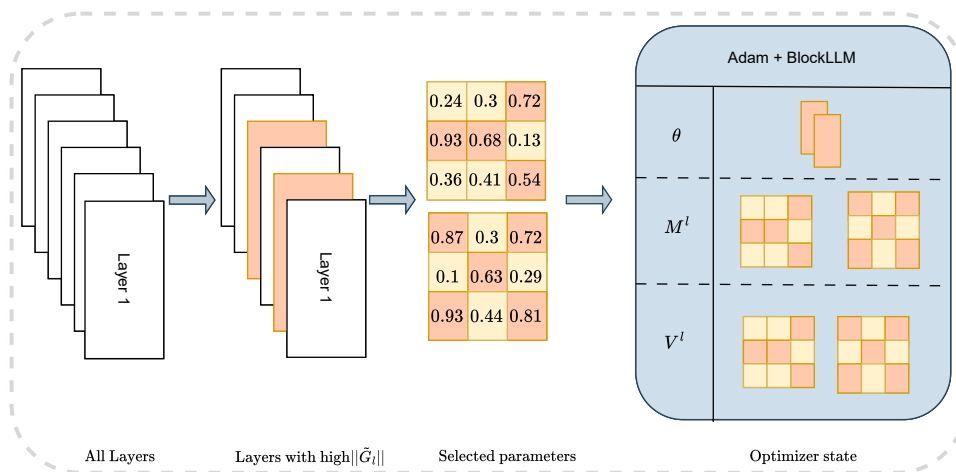 Adam + BlockLLM
0.24 0.3 0.72
0.93 0.68 0.13
0.36 0.41 0.54
0.87 0.3 0.72
0.1 0.63 0.29
0.93 0.44 0.81
Layer 1
Layer 1
θ
M^l
V^l
All Layers
Layers with high||G̃_l||
Selected parameters
Optimizer state